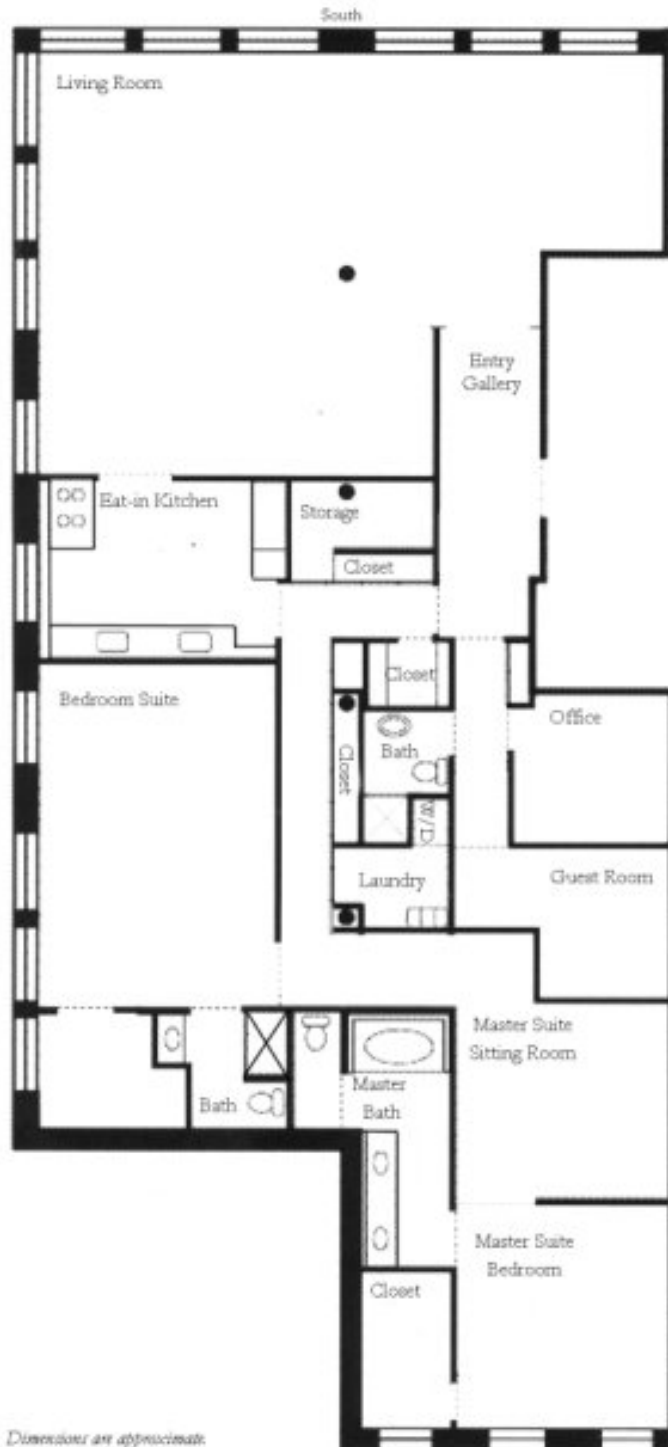 South
Living Room
Entry
Gallery
Eat-in Kitchen
Storage
Closet
Closet
Bedroom Suite
Office
Bath
Closet
W/D
Laundry
Guest Room
Master Suite
Sitting Room
Master
Bath
Bath
Master Suite
Bedroom
Closet
Dimensions are approximate.